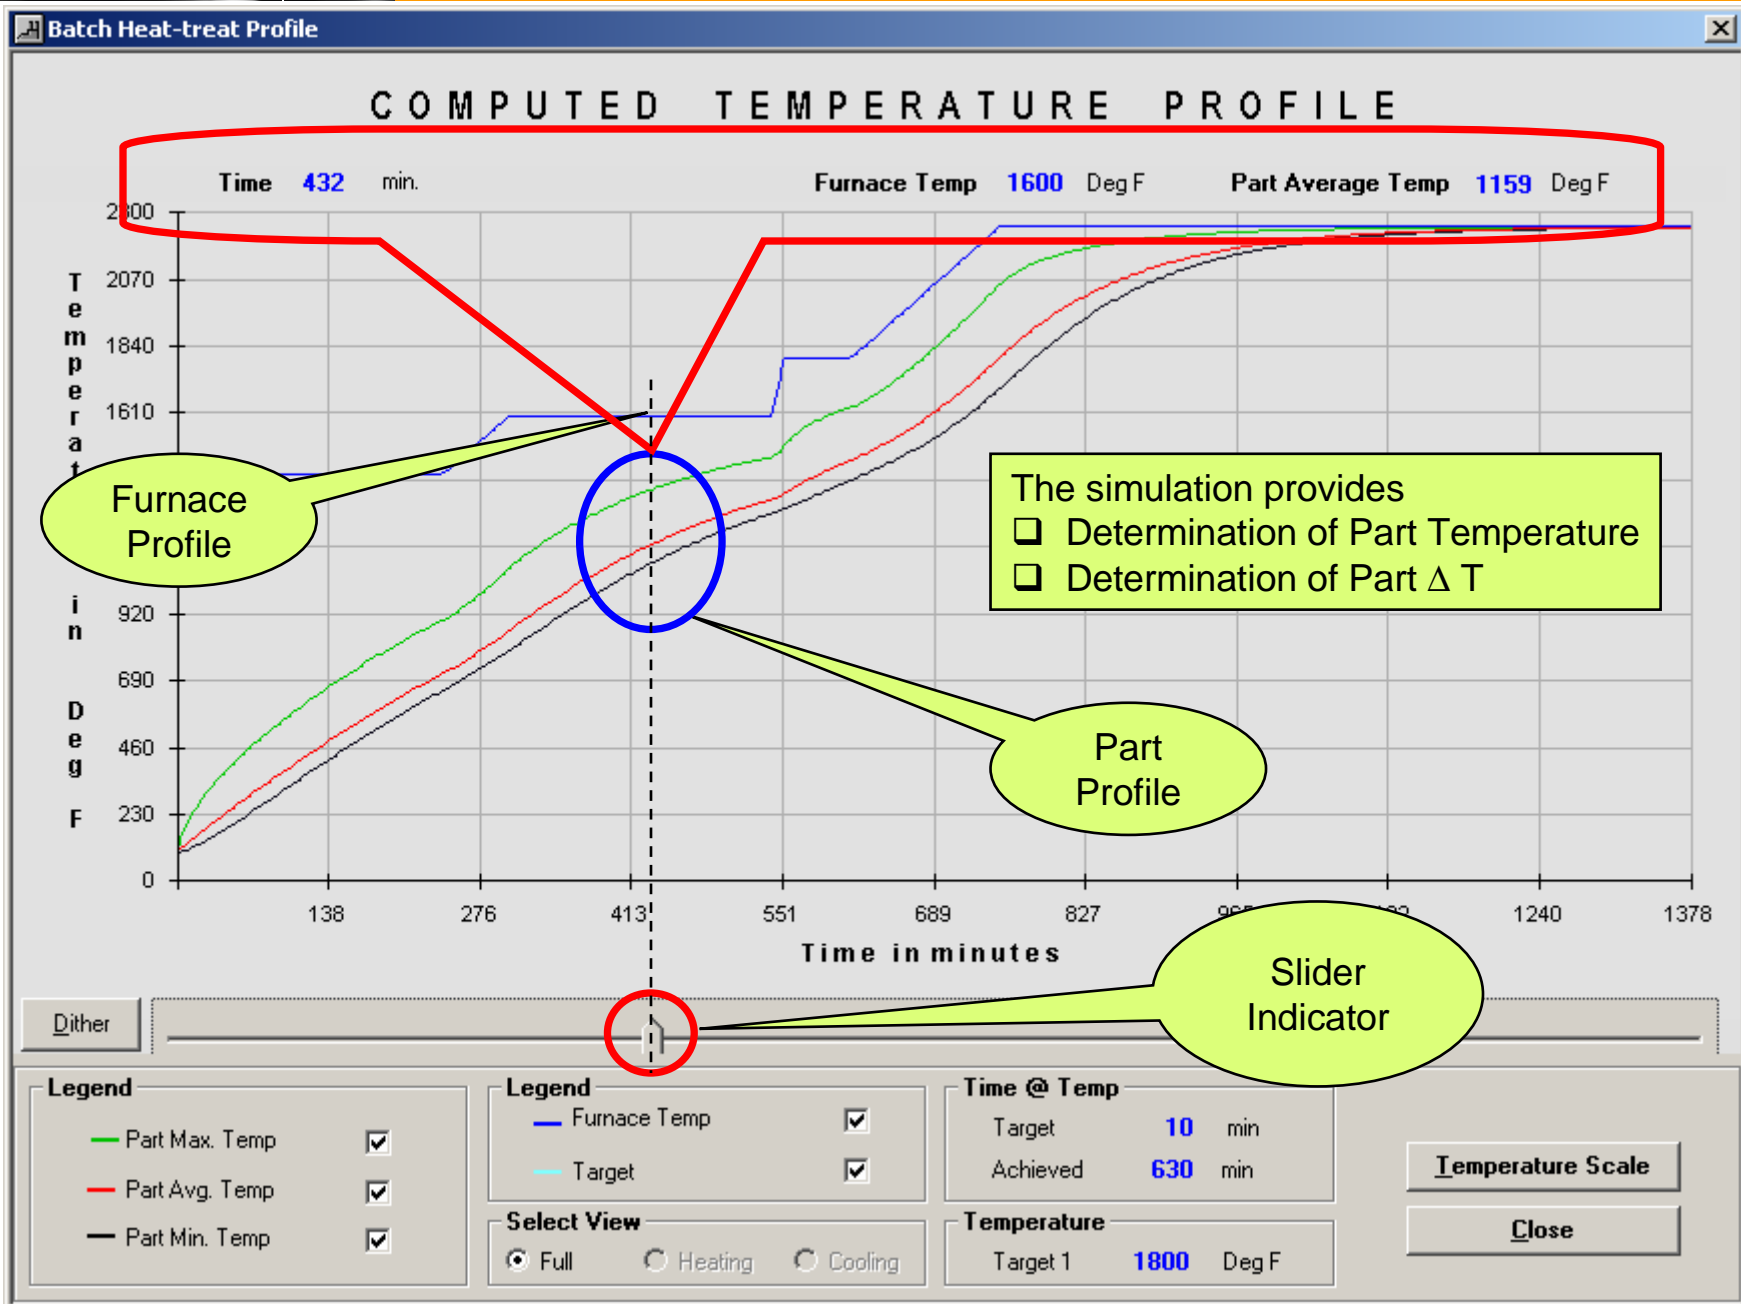 Batch Heat-treat Profile
COMPUTED TEMPERATURE PROFILE
Time 432 min. Furnace Temp 1600 Deg F Part Average Temp 1159 Deg F
2300
2070
1840
1610
920
690
460
230
0
in Deg F
138 276 413 551 689 827 1240 1378
Time in minutes
Furnace
Profile
The simulation provides
❑ Determination of Part Temperature
❑ Determination of Part Δ T
Part
Profile
Slider
Indicator
Dither
Legend
Part Max. Temp
Part Avg. Temp
Part Min. Temp
Legend
Furnace Temp
Target
Select View
Full Heating Cooling
Time @ Temp
Target 10 min
Achieved 630 min
Temperature
Target 1 1800 Deg F
Temperature Scale
Close